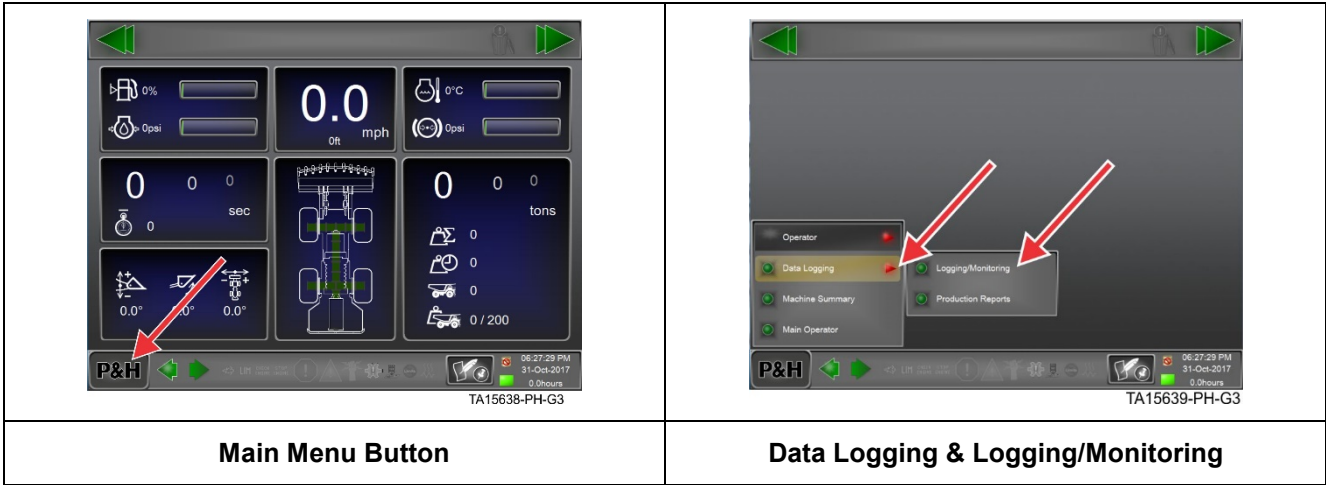 0%
0psi
0.0
mph
0ft
0°C
0psi
0 0 0
sec
0
0 0 0
tons
0
0
0
0 / 200
0.0° 0.0° 0.0°
P&H
06:27:29 PM
31-Oct-2017
0.0hours
TA15638-PH-G3
Main Menu Button
Operator
Data Logging
Machine Summary
Main Operator
Logging/Monitoring
Production Reports
P&H
06:27:29 PM
31-Oct-2017
0.0hours
TA15639-PH-G3
Data Logging & Logging/Monitoring